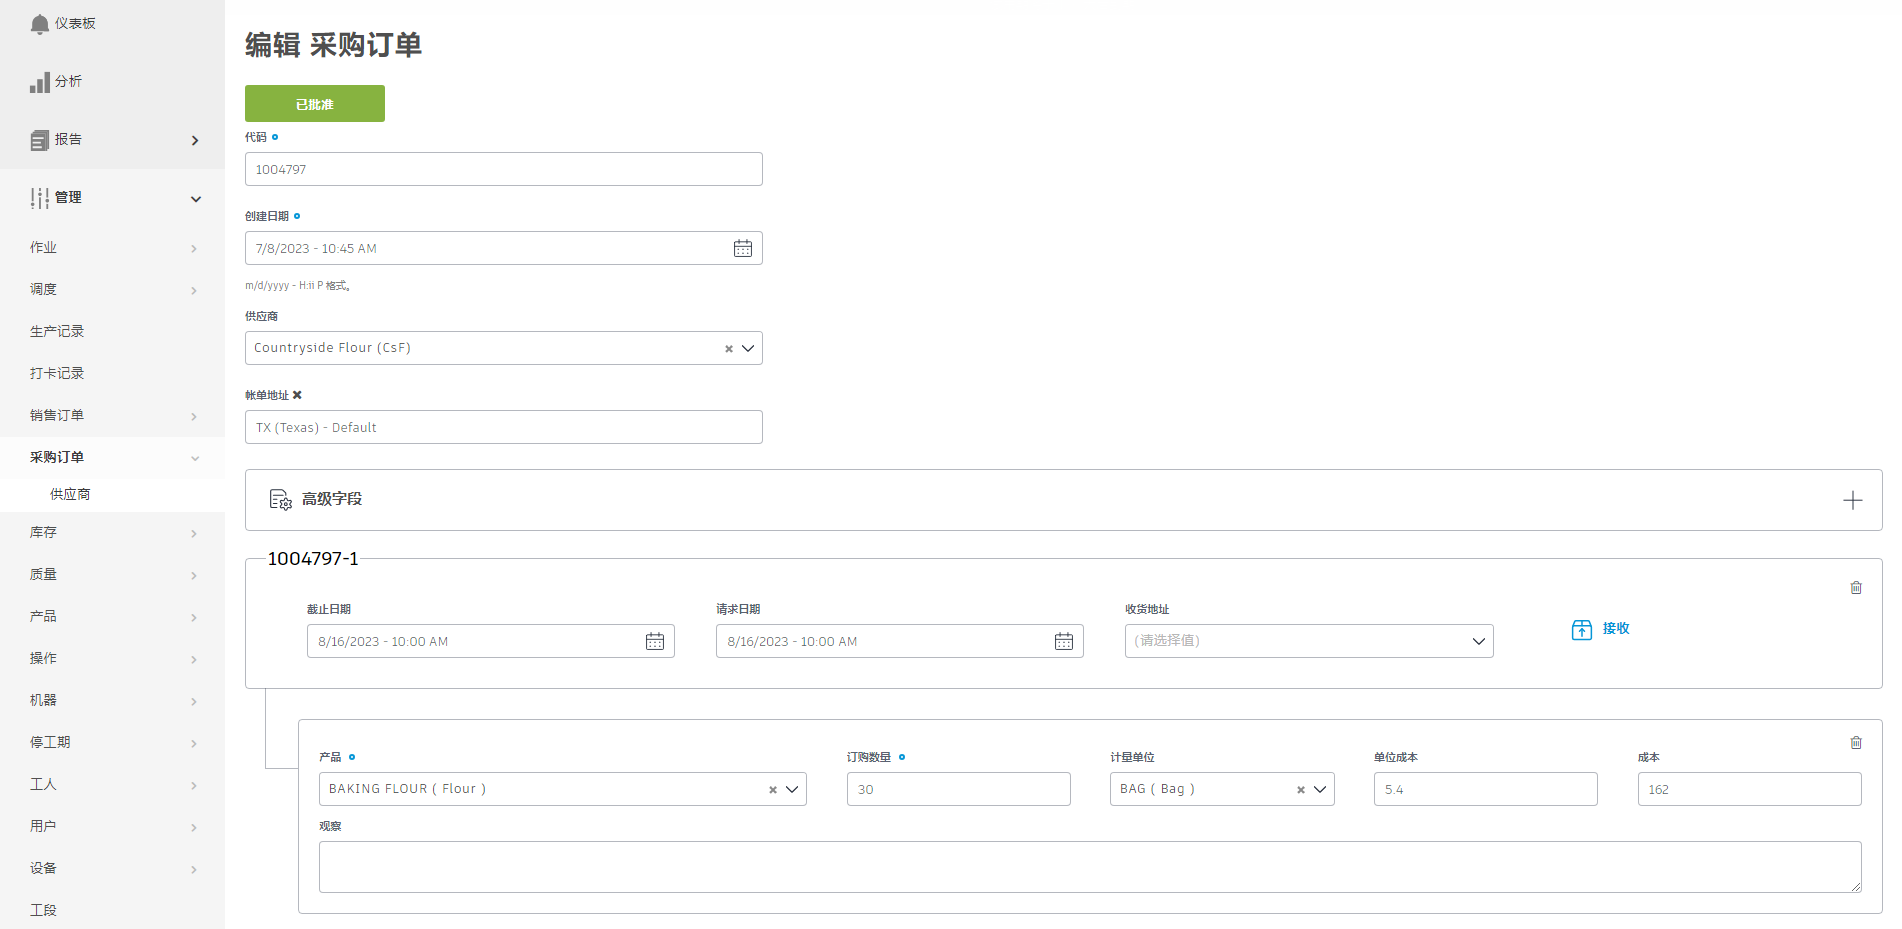 仪表板
分析
报告
管理
作业
调度
生产记录
打卡记录
销售订单
采购订单
供应商
库存
质量
产品
操作
机器
停工期
工人
用户
设备
工段
编辑 采购订单
已批准
代码
1004797
创建日期
7/8/2023 - 10:45 AM
m/d/yyyy - H:ii P 格式。
供应商
Countryside Flour (CsF)
帐单地址
TX (Texas) - Default
高级字段
1004797-1
截止日期 请求日期 收货地址
8/16/2023 - 10:00 AM 8/16/2023 - 10:00 AM (请选择值) 接收
产品 订购数量 计量单位 单位成本 成本
BAKING FLOUR ( Flour ) 30 BAG ( Bag ) 5.4 162
观察